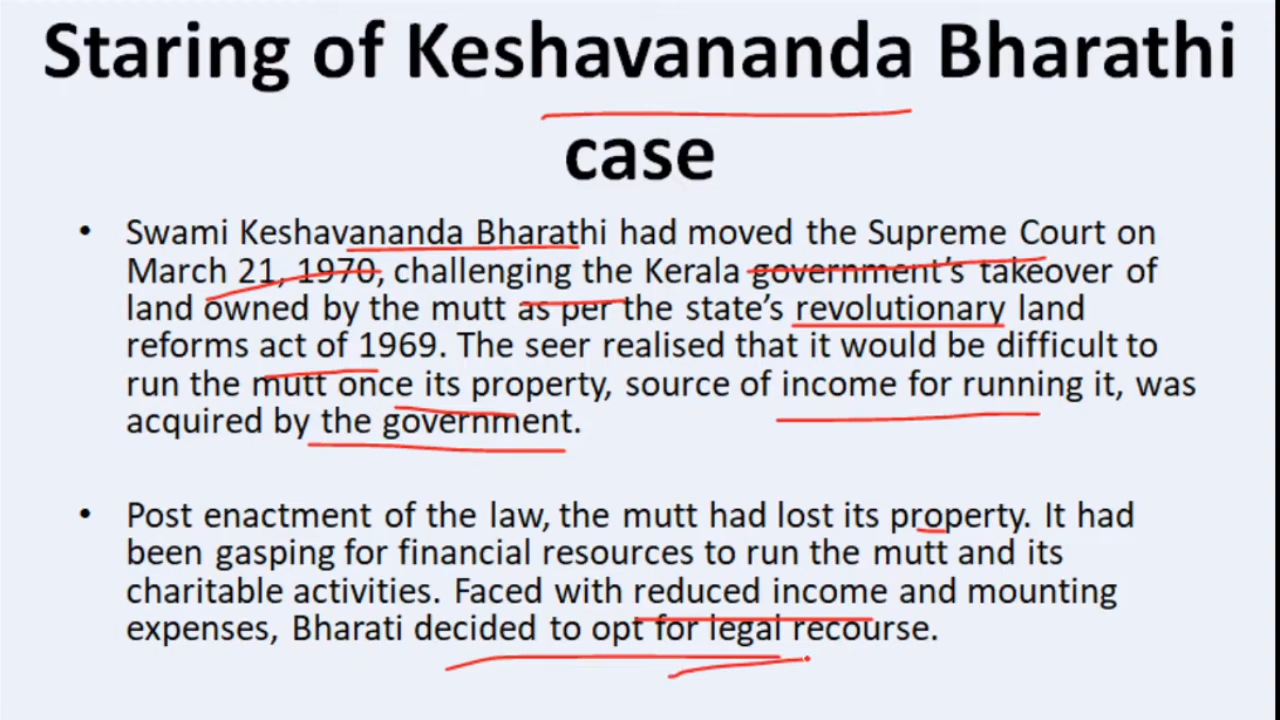 Staring of Keshavananda Bharathi
case
• Swami Keshavananda Bharathi had moved the Supreme Court on
March 21, 1970, challenging the Kerala government's takeover of
land owned by the mutt as per the state's revolutionary land
reforms act of 1969. The seer realised that it would be difficult to
run the mutt once its property, source of income for running it, was
acquired by the government.
• Post enactment of the law, the mutt had lost its property. It had
been gasping for financial resources to run the mutt and its
charitable activities. Faced with reduced income and mounting
expenses, Bharati decided to opt for legal recourse.